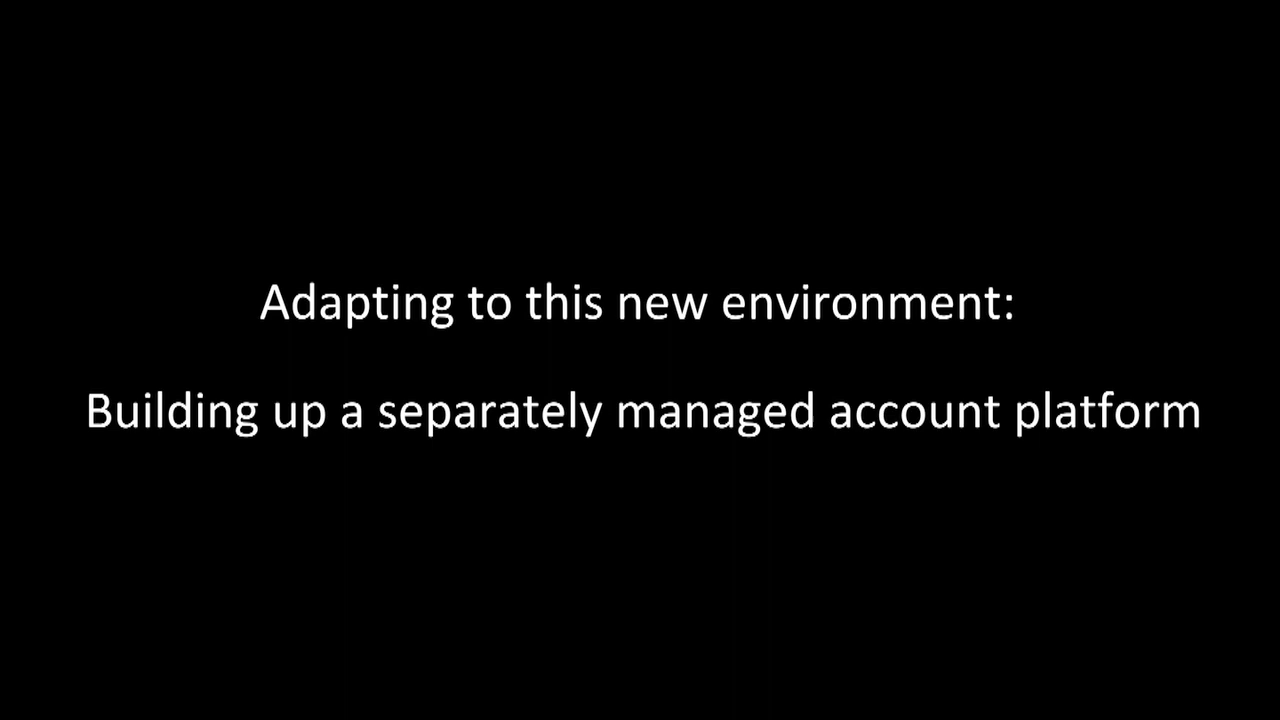 Adapting to this new environment:
Building up a separately managed account platform